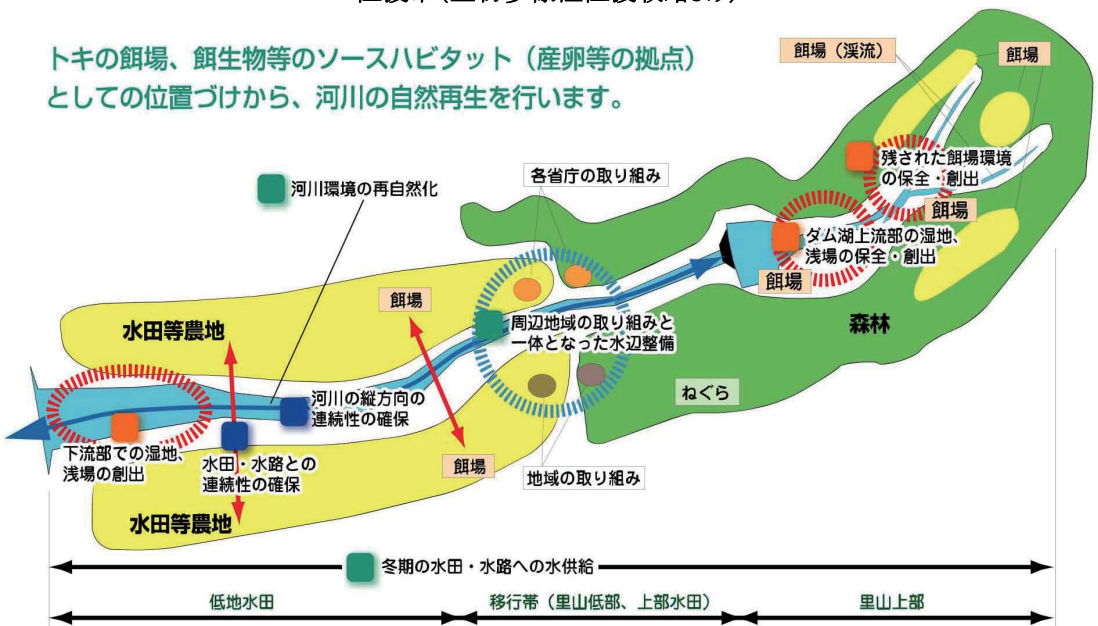 トキの餌場、餌生物等のソースハビタット（産卵等の拠点）
としての位置づけから、河川の自然再生を行います。
餌場（渓流）
餌場
残された餌場環境
の保全・創出
餌場
河川環境の再自然化
各省庁の取り組み
ダム湖上流部の湿地、
浅場の保全・創出
餌場
餌場
水田等農地
周辺地域の取り組みと
一体となった水辺整備
森林
ねぐら
河川の縦方向の
連続性の確保
下流部での湿地、
浅場の創出
水田・水路との
連続性の確保
餌場
地域の取り組み
水田等農地
冬期の水田・水路への水供給
低地水田
移行帯（里山低部、上部水田）
里山上部